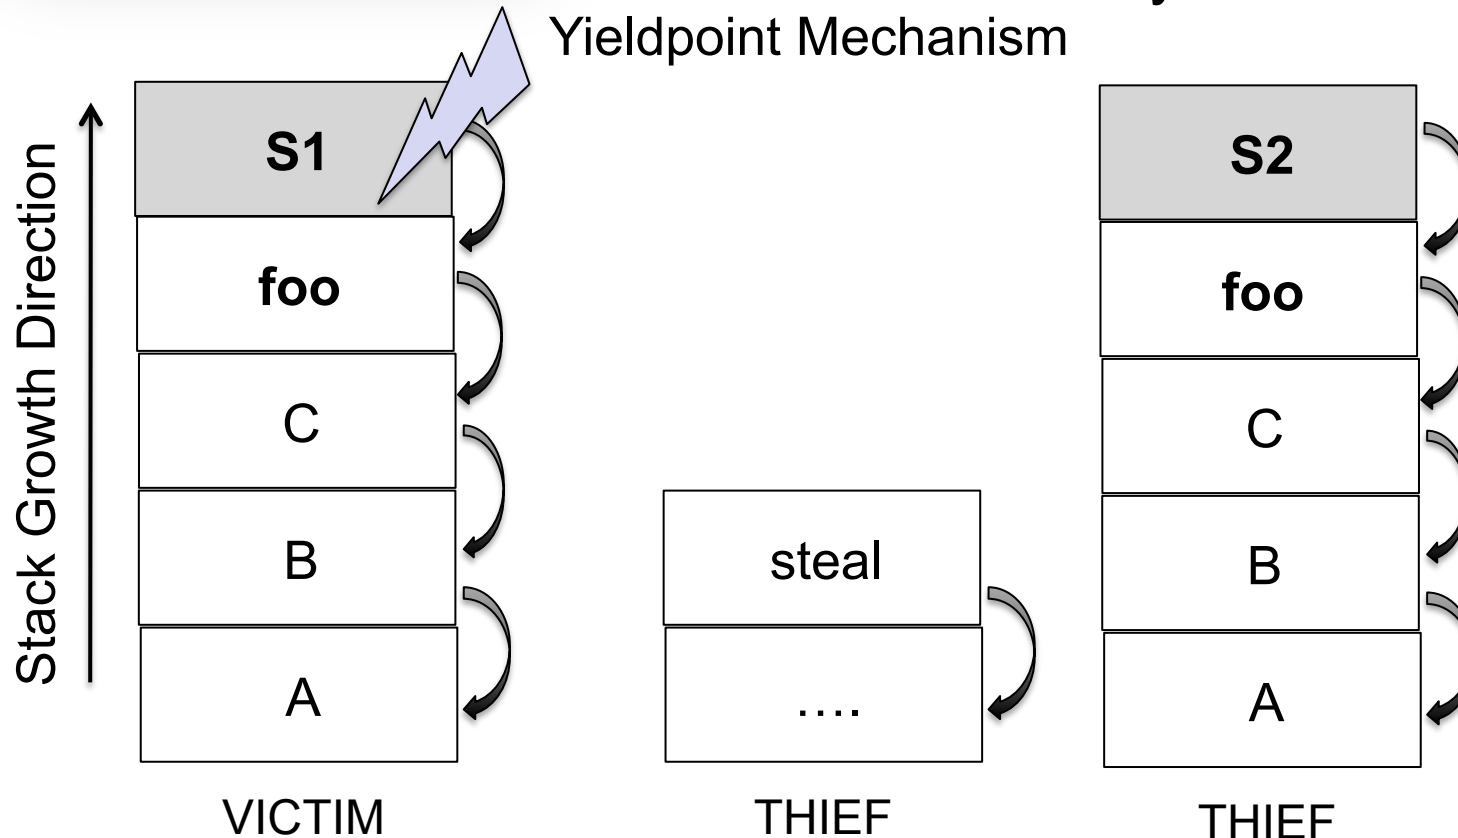 Yieldpoint Mechanism
Stack Growth Direction
S1
foo
C
B
A
VICTIM
steal
....
THIEF
S2
foo
C
B
A
THIEF